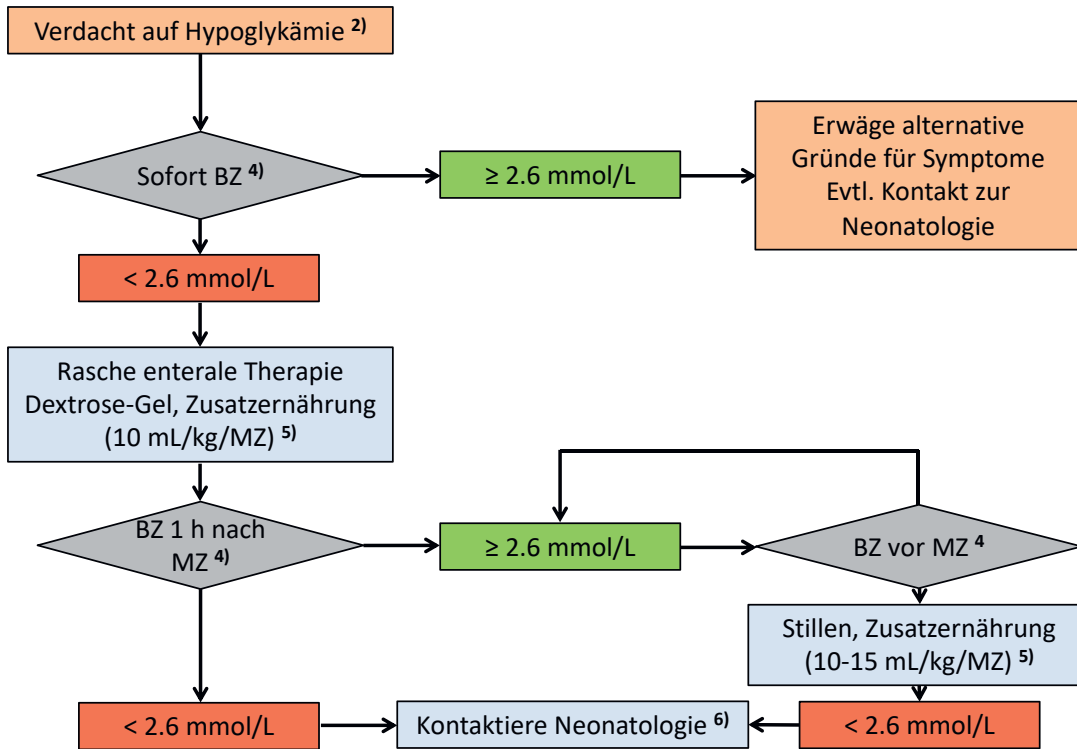 Verdacht auf Hypoglykämie 2)
Sofort BZ 4)
≥ 2.6 mmol/L
Erwäge alternative
Gründe für Symptome
Evtl. Kontakt zur
Neonatologie
< 2.6 mmol/L
Rasche enterale Therapie
Dextrose-Gel, Zusatzernährung
(10 mL/kg/MZ) 5)
BZ 1 h nach
MZ 4)
≥ 2.6 mmol/L
BZ vor MZ 4
Stillen, Zusatzernährung
(10-15 mL/kg/MZ) 5)
< 2.6 mmol/L
Kontaktiere Neonatologie 6)
< 2.6 mmol/L